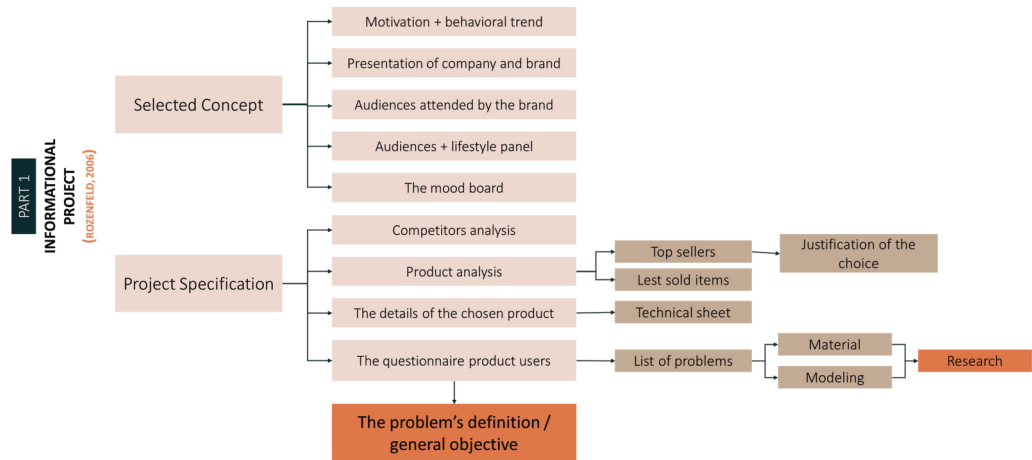 PART 1
INFORMATIONAL
PROJECT
(ROZENFELD, 2006)
Selected Concept
Motivation + behavioral trend
Presentation of company and brand
Audiences attended by the brand
Audiences + lifestyle panel
The mood board
Project Specification
Competitors analysis
Product analysis
Top sellers
Justification of the
choice
Lest sold items
The details of the chosen product
Technical sheet
The questionnaire product users
List of problems
Material
Modeling
Research
The problem’s definition /
general objective